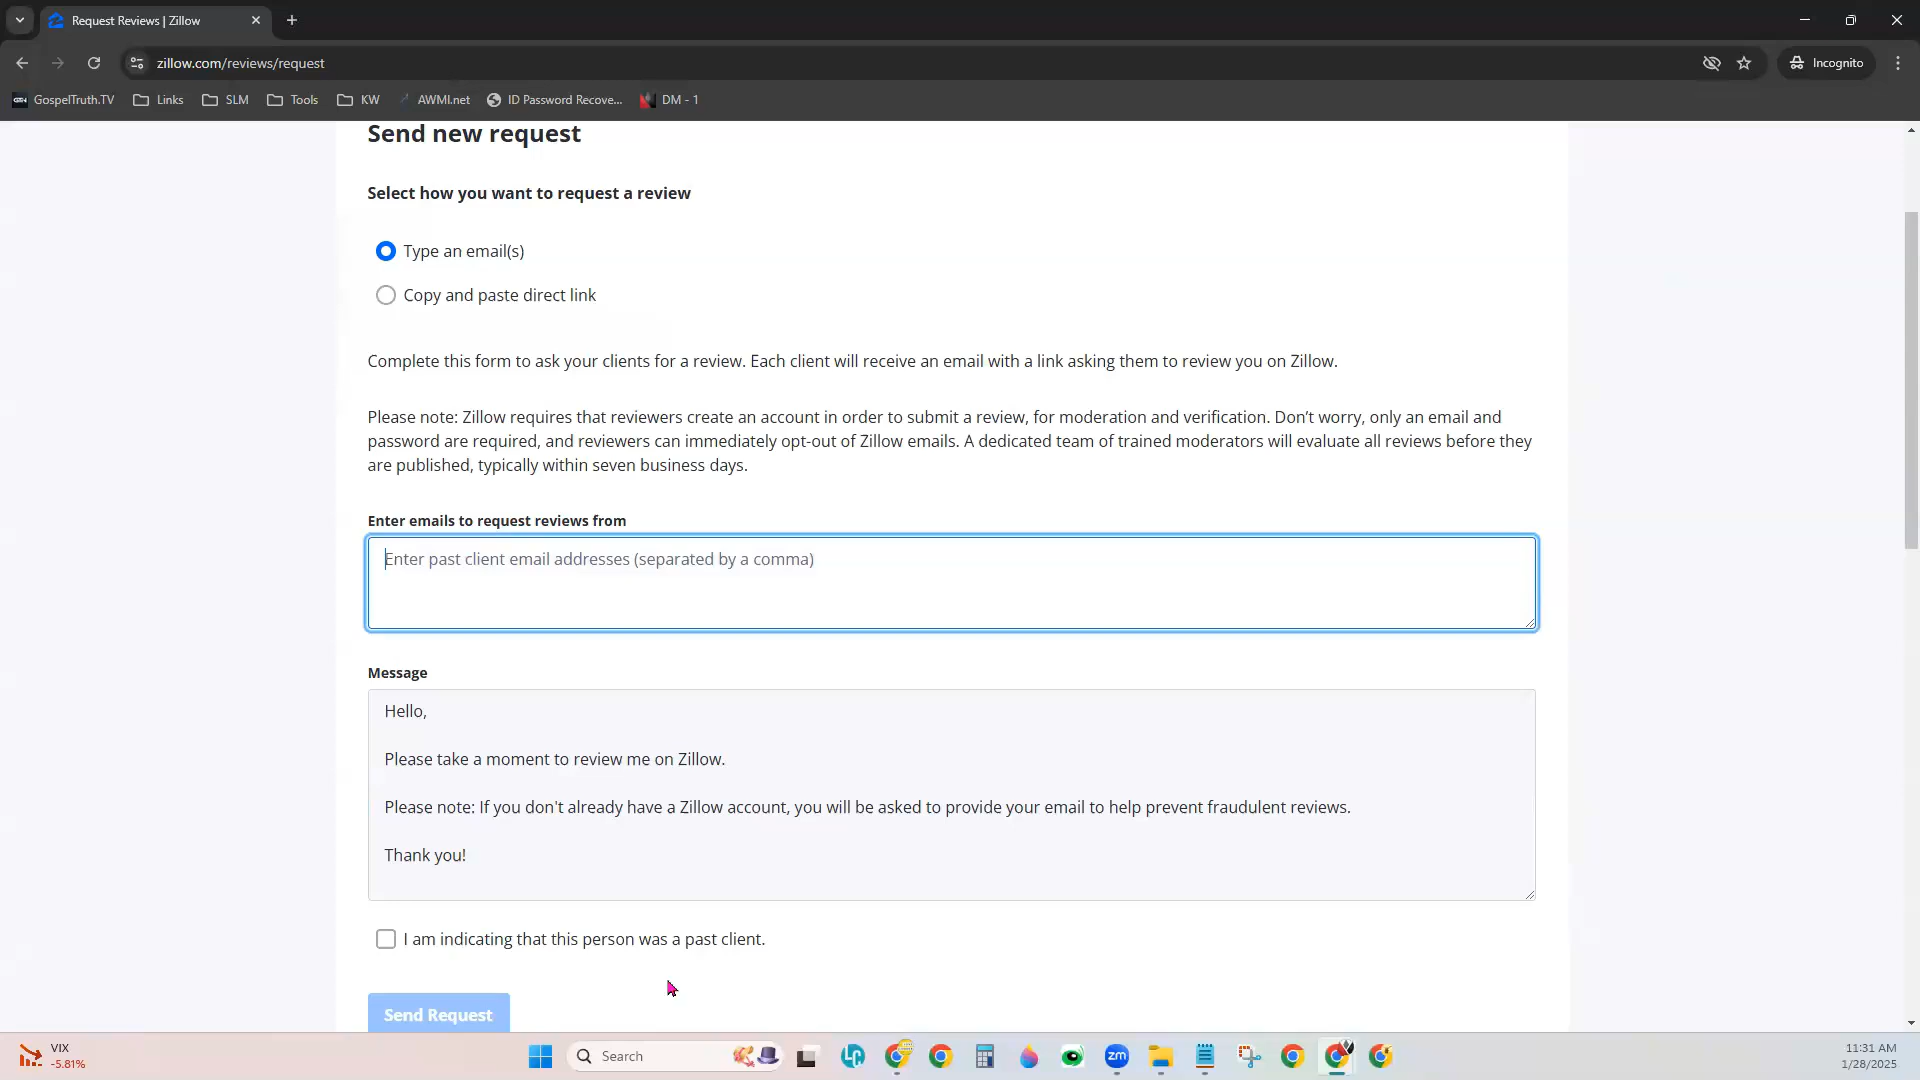 Request Reviews | Zillow
zillow.com/reviews/request
Incognito
GospelTruth.TV
Links
SLM
Tools
KW
AWMI.net
ID Password Recove...
DM - 1
Send new request
Select how you want to request a review
Type an email(s)
Copy and paste direct link
Complete this form to ask your clients for a review. Each client will receive an email with a link asking them to review you on Zillow.
Please note: Zillow requires that reviewers create an account in order to submit a review, for moderation and verification. Don’t worry, only an email and
password are required, and reviewers can immediately opt-out of Zillow emails. A dedicated team of trained moderators will evaluate all reviews before they
are published, typically within seven business days.
Enter emails to request reviews from
Enter past client email addresses (separated by a comma)
Message
Hello,
Please take a moment to review me on Zillow.
Please note: If you don't already have a Zillow account, you will be asked to provide your email to help prevent fraudulent reviews.
Thank you!
I am indicating that this person was a past client.
Send Request
VIX
-5.81%
Search
zm
11:31 AM
1/28/2025